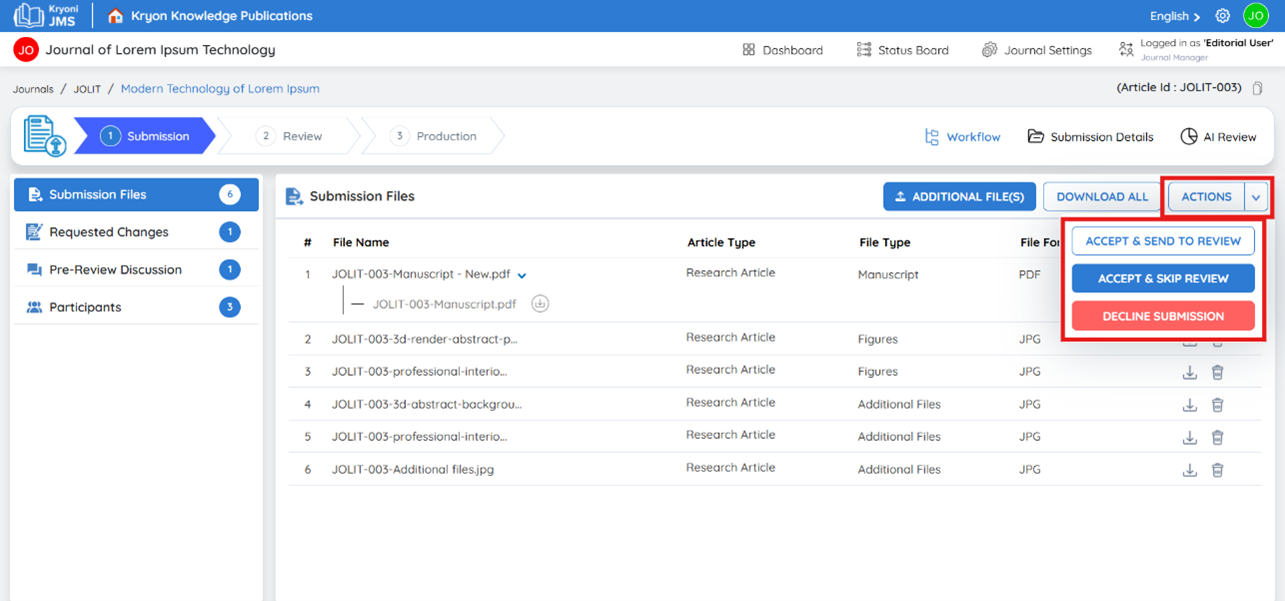 Kryoni JMS
Kryon Knowledge Publications
English
JO
JO
Journal of Lorem Ipsum Technology
Dashboard
Status Board
Journal Settings
Logged in as 'Editorial User'
Journal Manager
Journals / JOLIT / Modern Technology of Lorem Ipsum
(Article Id : JOLIT-003)
1 Submission
2 Review
3 Production
Workflow
Submission Details
AI Review
Submission Files 6
Requested Changes 1
Pre-Review Discussion 1
Participants 3
Submission Files
ADDITIONAL FILE(S)
DOWNLOAD ALL
ACTIONS
ACCEPT & SEND TO REVIEW
ACCEPT & SKIP REVIEW
DECLINE SUBMISSION
# File Name Article Type File Type File For
1 JOLIT-003-Manuscript - New.pdf Research Article Manuscript PDF
JOLIT-003-Manuscript.pdf
2 JOLIT-003-3d-render-abstract-p... Research Article Figures JPG
3 JOLIT-003-professional-interio... Research Article Figures JPG
4 JOLIT-003-3d-abstract-backgrou... Research Article Additional Files JPG
5 JOLIT-003-professional-interio... Research Article Additional Files JPG
6 JOLIT-003-Additional files.jpg Research Article Additional Files JPG